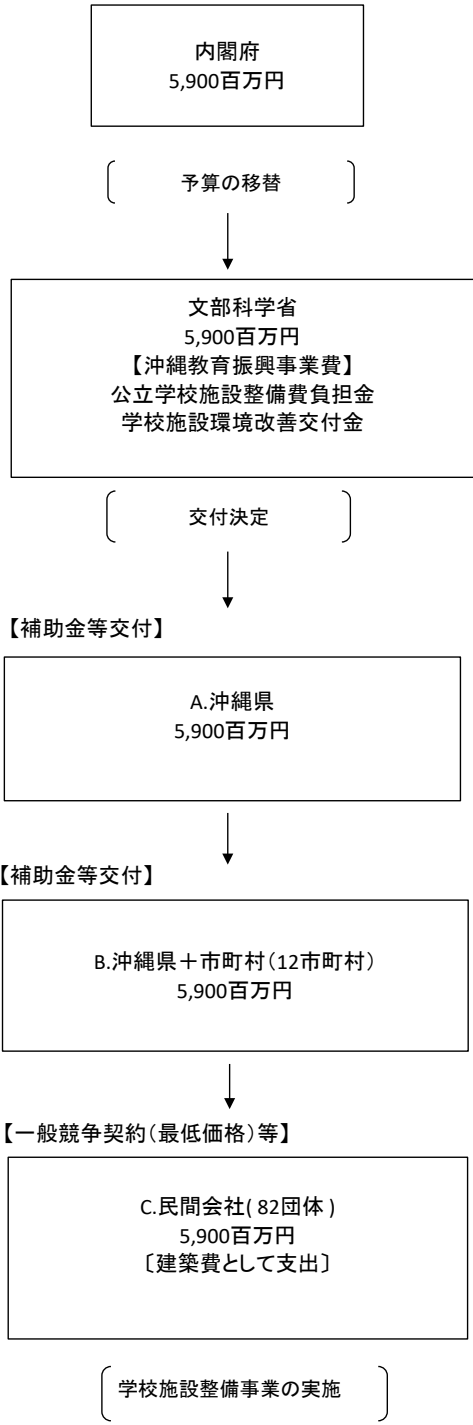 内閣府
5,900百万円
予算の移替
文部科学省
5,900百万円
【沖縄教育振興事業費】
公立学校施設整備費負担金
学校施設環境改善交付金
交付決定
【補助金等交付】
A.沖縄県
5,900百万円
【補助金等交付】
B.沖縄県＋市町村（12市町村）
5,900百万円
【一般競争契約（最低価格）等】
C.民間会社( 82団体 )
5,900百万円
〔建築費として支出〕
学校施設整備事業の実施